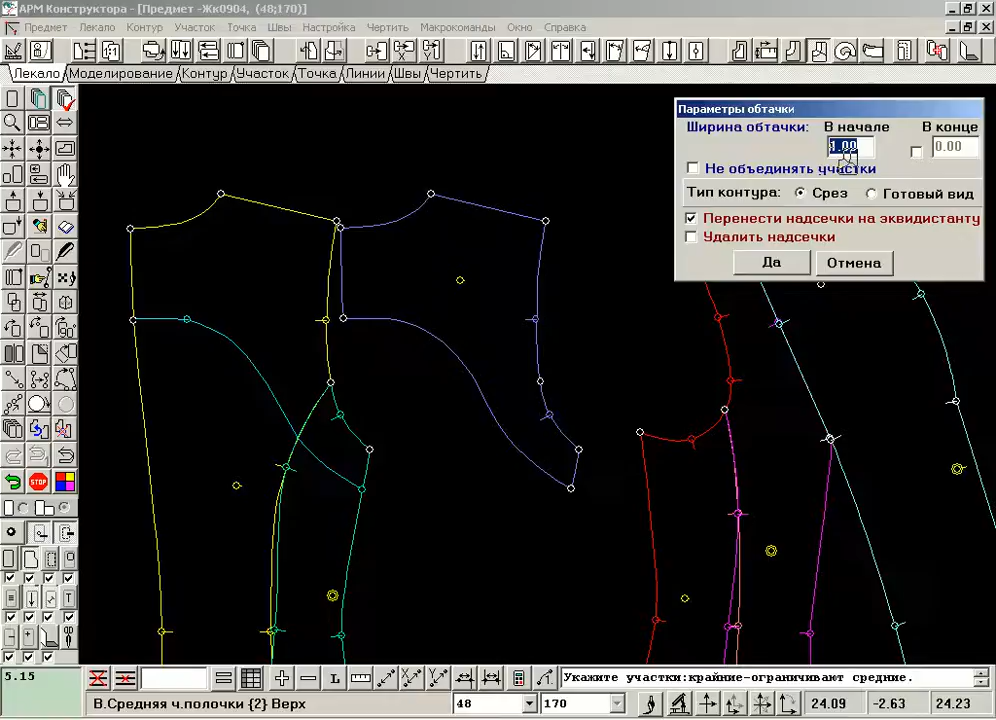 АРМ Конструктора - [Предмет -Жк0904, (48;170)]
Предмет Лекало Контур Участок Точка Швы Настройка Чертить Макрокоманды Окно Справка
Лекало Моделирование Контур Участок Точка Линии Швы Чертить
Параметры обтачки
Ширина обтачки: В начале В конце
1.00 0.00
Не объединять участки
Тип контура: Срез Готовый вид
Перенести надсечки на эквидистанту
Удалить надсечки
Да Отмена
5.15
L
Укажите участки:крайние-ограничивают средние.
В.Средняя ч.полочки {2} Верх 48 170 24.09 -2.63 24.23